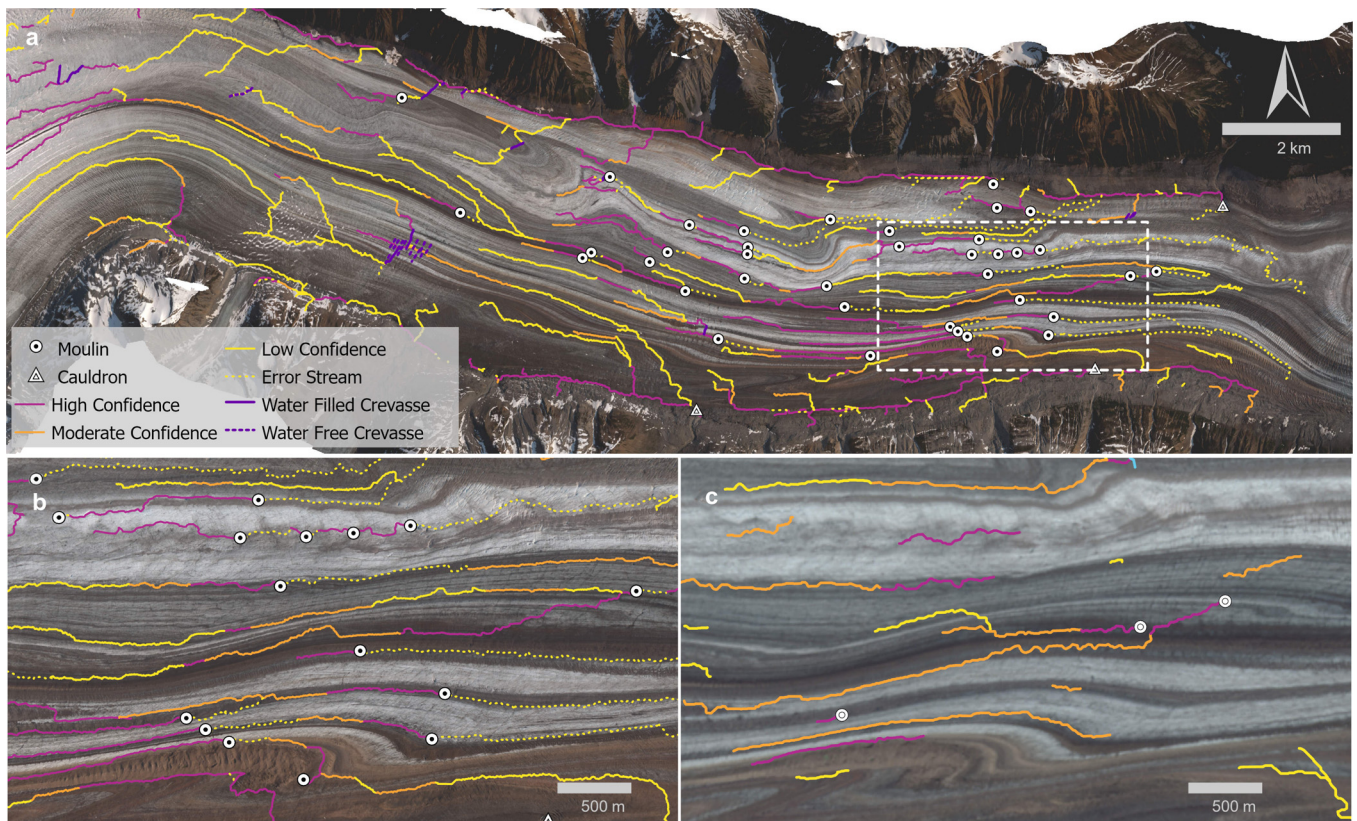 a
2 km
Moulin
Low Confidence
Cauldron
Error Stream
High Confidence
Water Filled Crevasse
Moderate Confidence
Water Free Crevasse
b
500 m
c
500 m